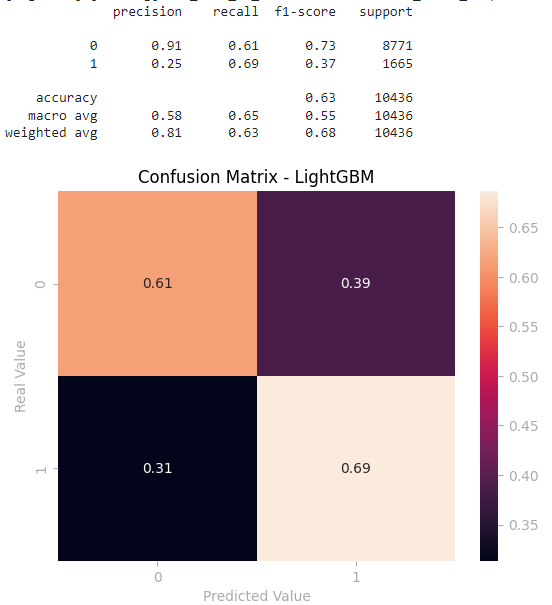 precision recall f1-score support
0 0.91 0.61 0.73 8771
1 0.25 0.69 0.37 1665
accuracy 0.63 10436
macro avg 0.58 0.65 0.55 10436
weighted avg 0.81 0.63 0.68 10436
Confusion Matrix - LightGBM
0.65
0.60
0 0.61 0.39
0.55
0.50
Real Value
0.45
1 0.31 0.69
0.40
0.35
0 1
Predicted Value